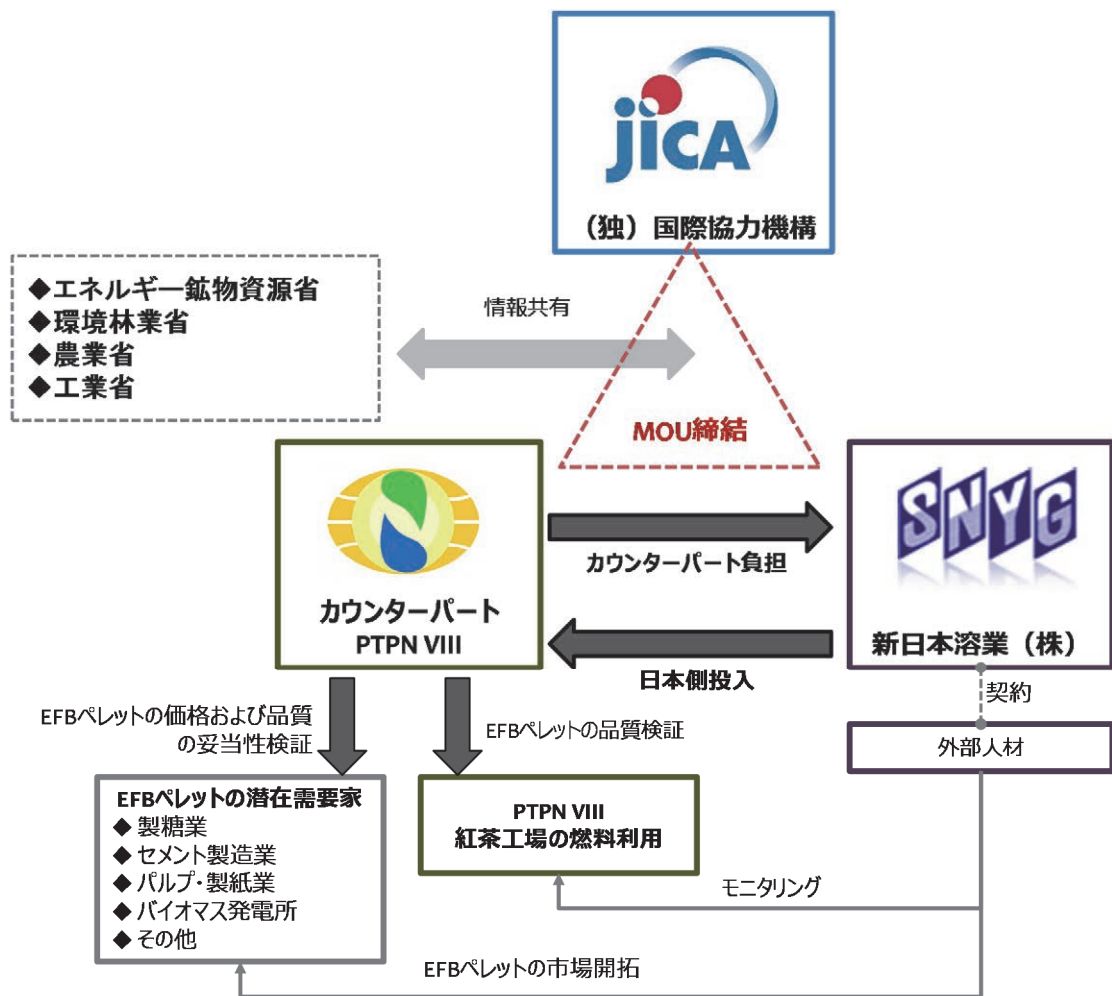 JICA
（独）国際協力機構
◆エネルギー鉱物資源省
◆環境林業省
◆農業省
◆工業省
情報共有
MOU締結
カウンターパート
PTPN VIII
カウンターパート負担
日本側投入
SNYG
新日本溶業（株）
契約
外部人材
EFBペレットの価格および品質
の妥当性検証
EFBペレットの品質検証
EFBペレットの潜在需要家
◆ 製糖業
◆ セメント製造業
◆ パルプ・製紙業
◆ バイオマス発電所
◆ その他
PTPN VIII
紅茶工場の燃料利用
モニタリング
EFBペレットの市場開拓